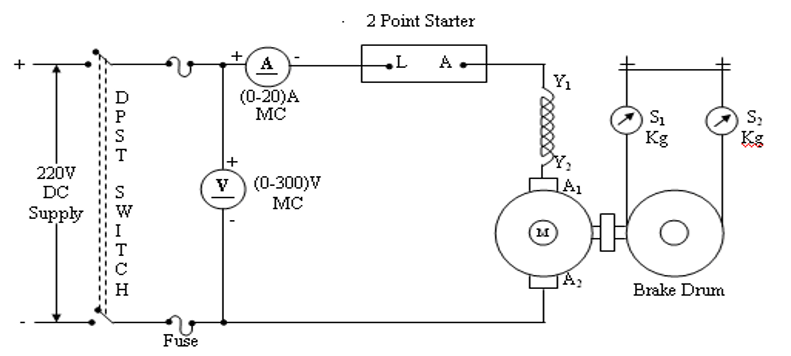 2 Point Starter
+
+
A
-
L
A
Y1
(0-20)A
MC
D
P
S
T
S
W
I
T
C
H
S1
Kg
S2
Kg
Y2
220V
DC
Supply
+
V
-
(0-300)V
MC
A1
M
A2
Brake Drum
-
Fuse